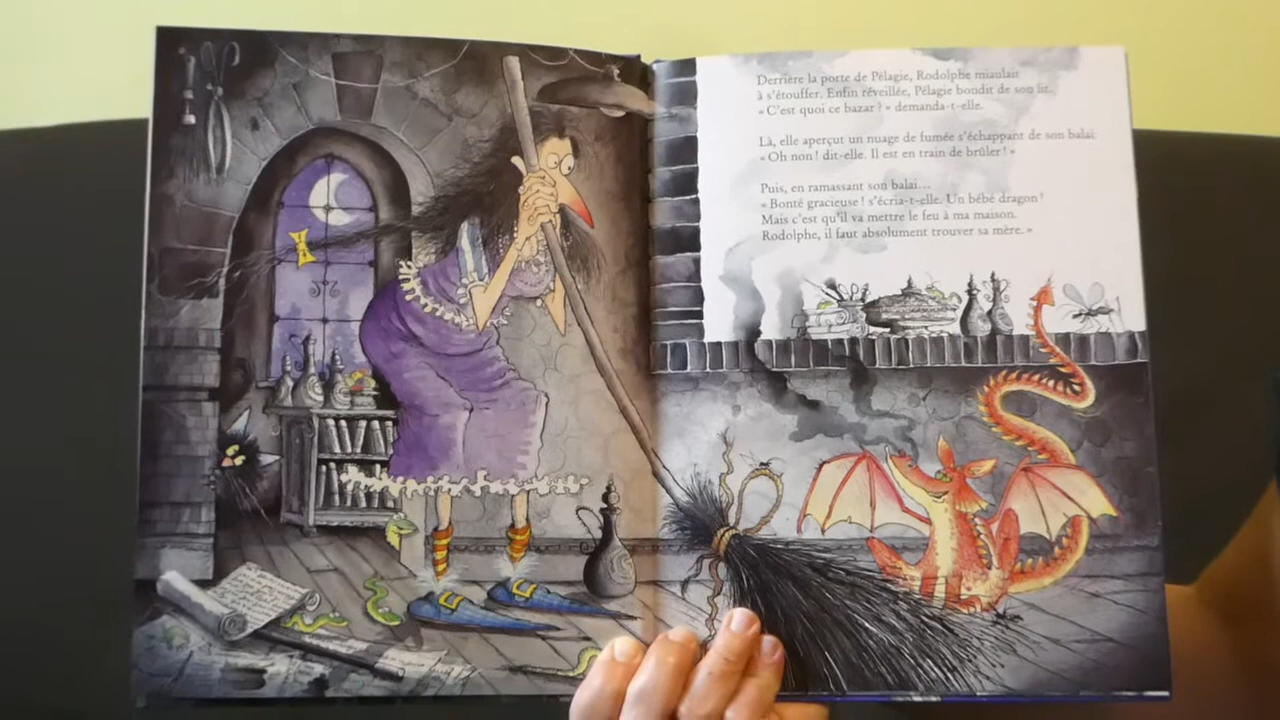 Derrière la porte de Pélagie, Rodolphe miaulait
à s'étouffer. Enfin réveillée, Pélagie bondit de son lit.
« C'est quoi ce bazar ? » demanda-t-elle.
Là, elle aperçut un nuage de fumée s'échappant de son balai.
« Oh non ! dit-elle. Il est en train de brûler ! »
Puis, en ramassant son balai…
« Bonté gracieuse ! s'écria-t-elle. Un bébé dragon !
Mais c'est qu'il va mettre le feu à ma maison.
Rodolphe, il faut absolument trouver sa mère. »